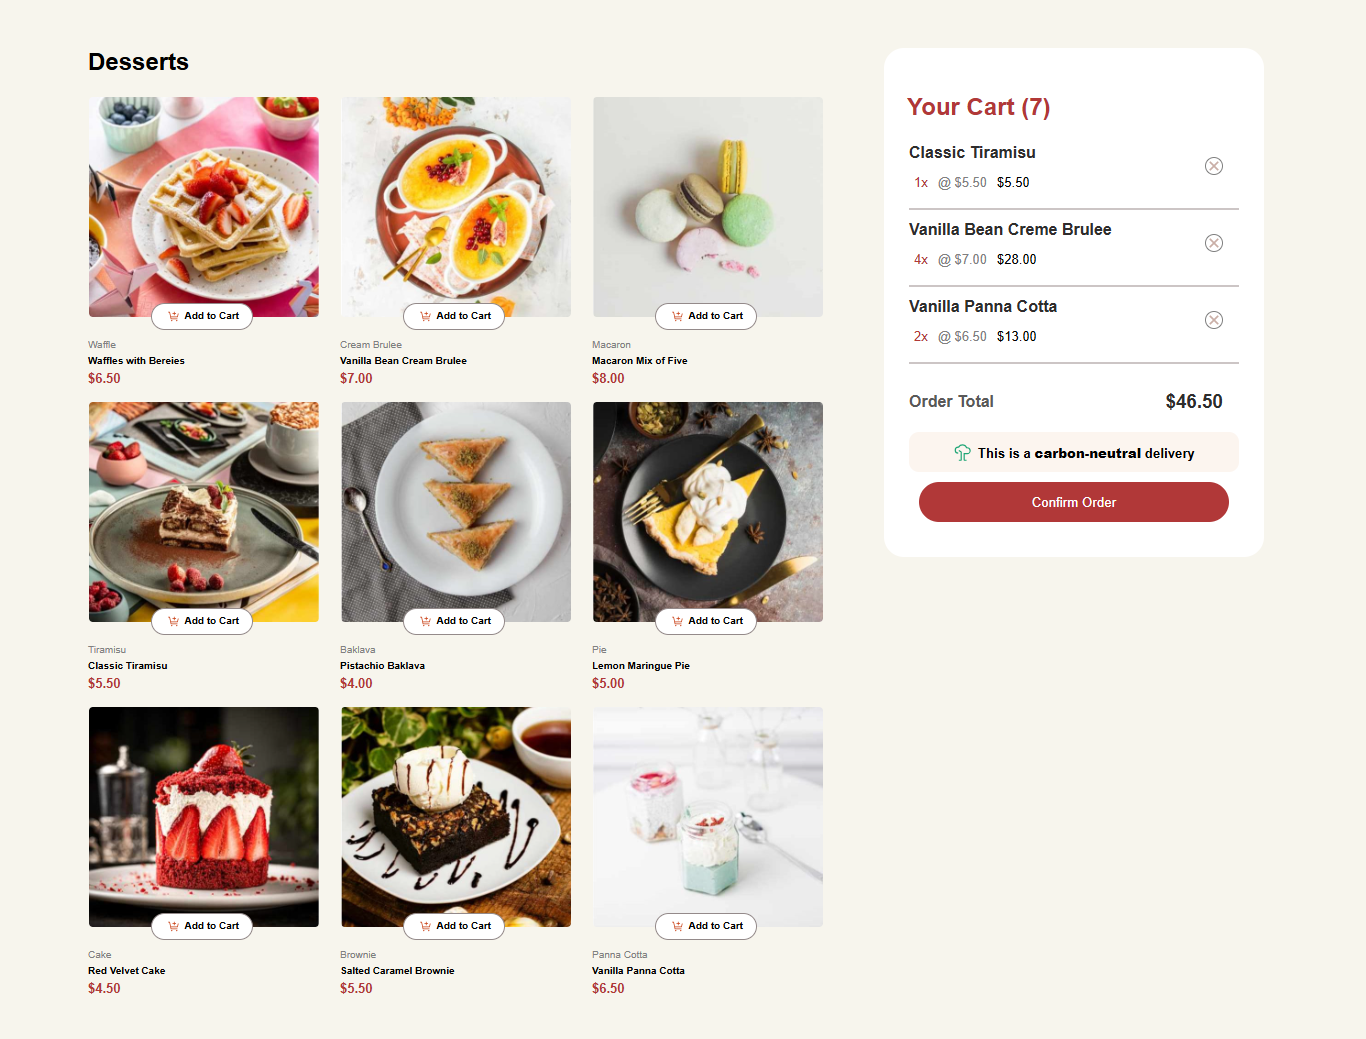 Desserts
Add to Cart
Waffle
Waffles with Bereies
$6.50
Add to Cart
Cream Brulee
Vanilla Bean Cream Brulee
$7.00
Add to Cart
Macaron
Macaron Mix of Five
$8.00
Add to Cart
Tiramisu
Classic Tiramisu
$5.50
Add to Cart
Baklava
Pistachio Baklava
$4.00
Add to Cart
Pie
Lemon Maringue Pie
$5.00
Add to Cart
Cake
Red Velvet Cake
$4.50
Add to Cart
Brownie
Salted Caramel Brownie
$5.50
Add to Cart
Panna Cotta
Vanilla Panna Cotta
$6.50
Your Cart (7)
Classic Tiramisu
1x @ $5.50 $5.50
Vanilla Bean Creme Brulee
4x @ $7.00 $28.00
Vanilla Panna Cotta
2x @ $6.50 $13.00
Order Total $46.50
This is a carbon-neutral delivery
Confirm Order